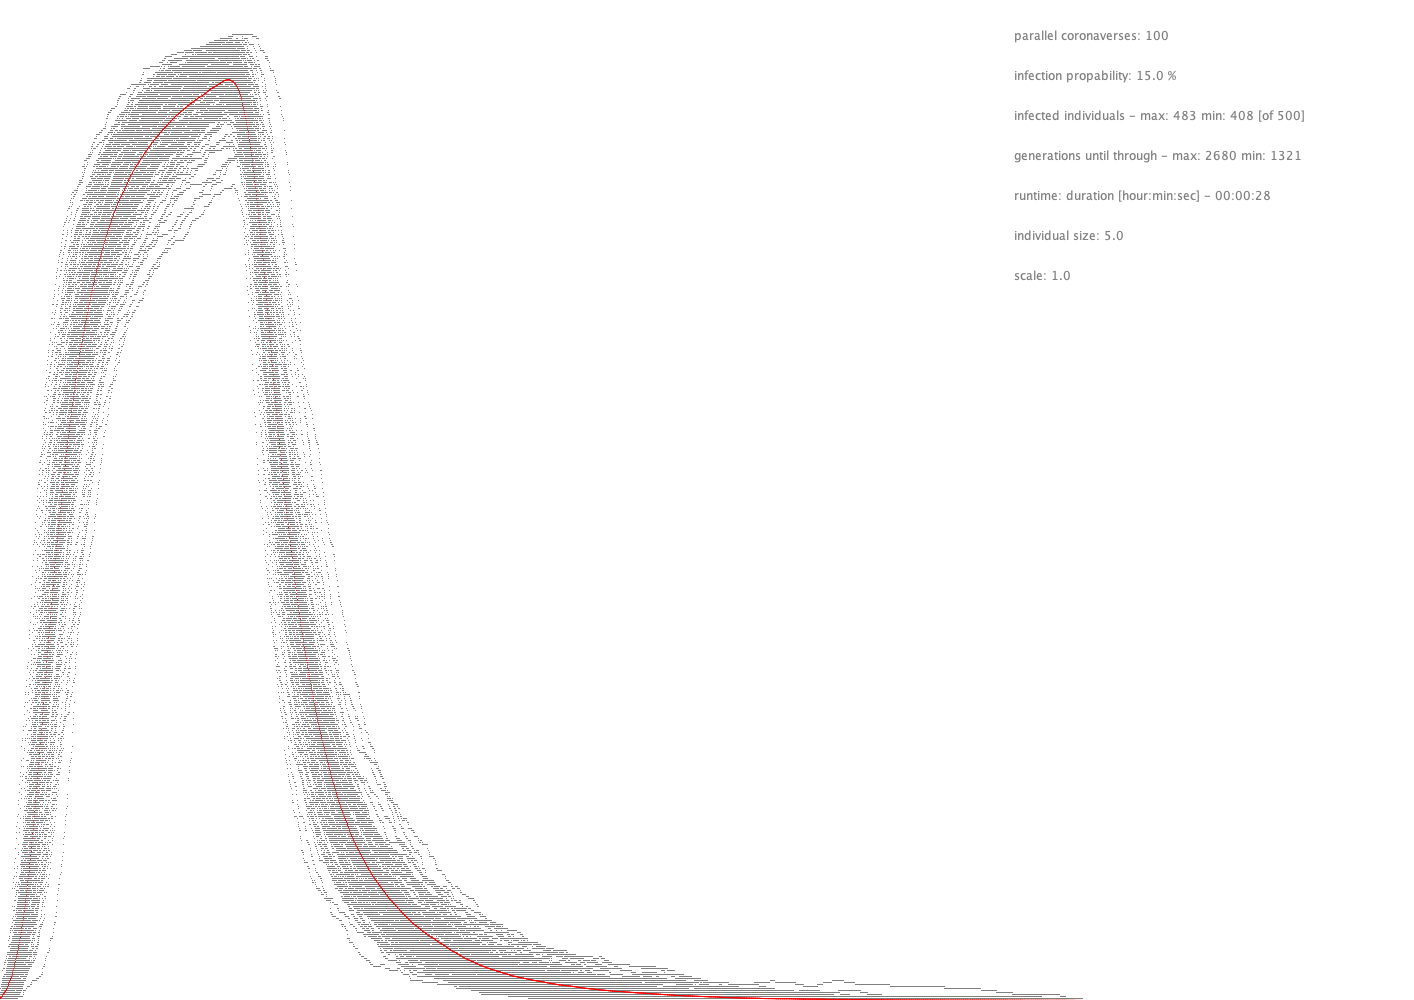 parallel coronaverses: 100
infection propability: 15.0 %
infected individuals – max: 483 min: 408 [of 500]
generations until through – max: 2680 min: 1321
runtime: duration [hour:min:sec] – 00:00:28
individual size: 5.0
scale: 1.0